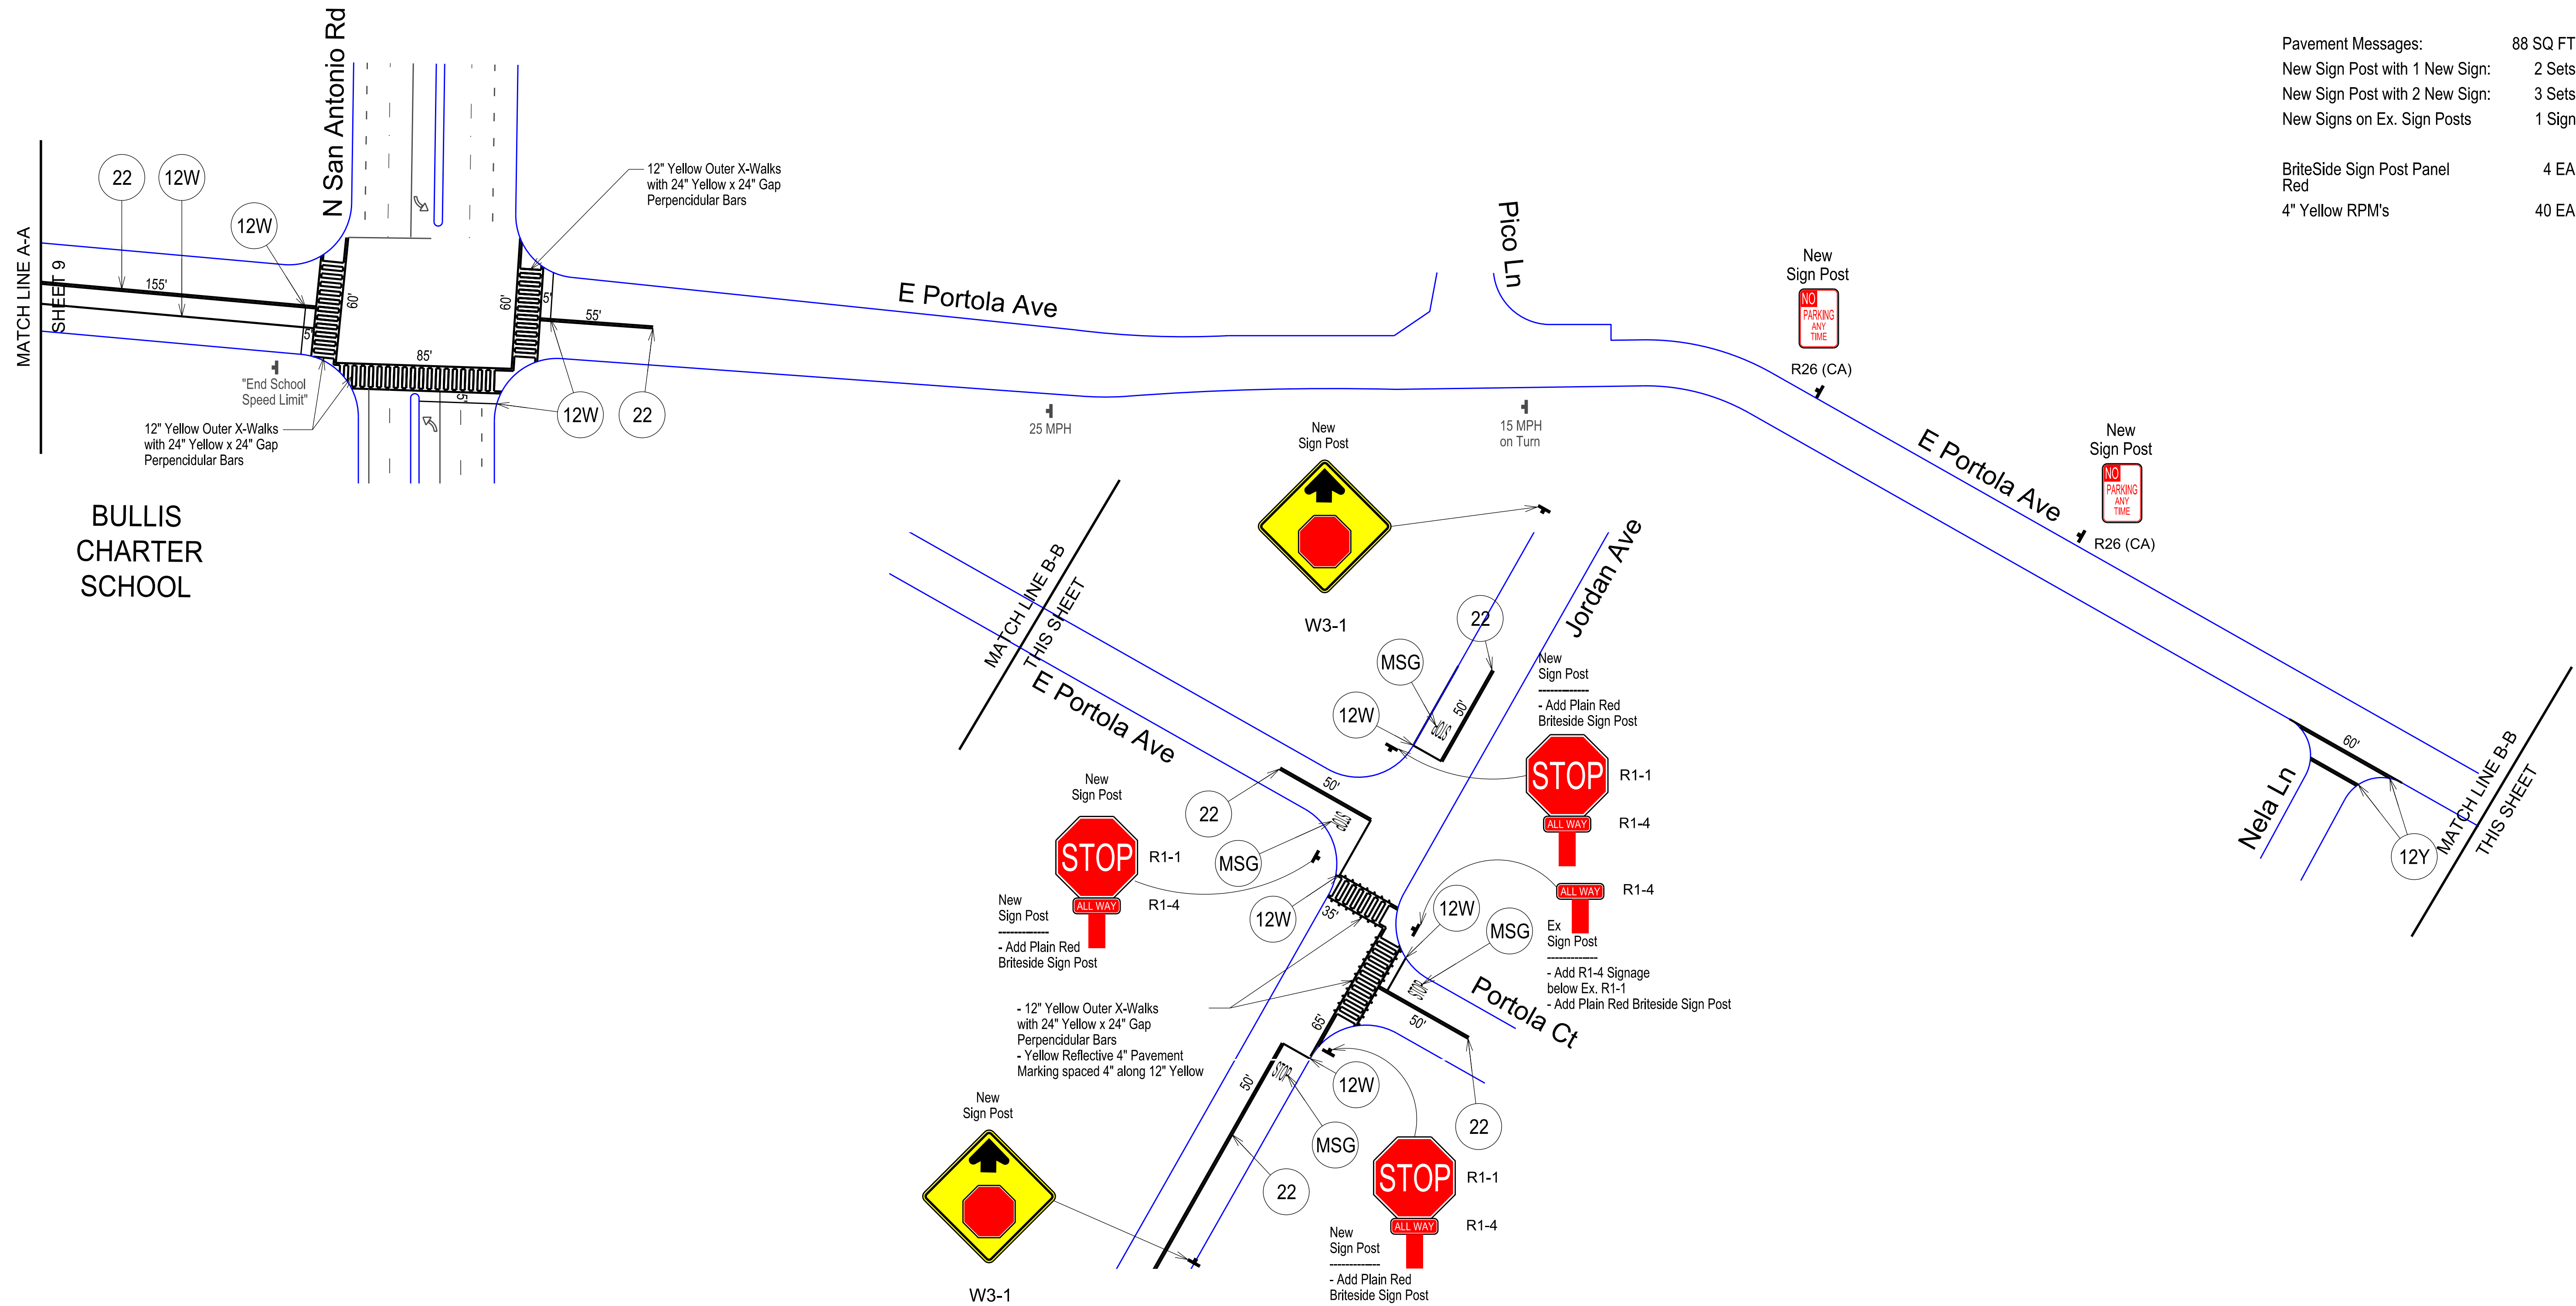 Pavement Messages: 88 SQ FT
New Sign Post with 1 New Sign: 2 Sets
New Sign Post with 2 New Sign: 3 Sets
New Signs on Ex. Sign Posts 1 Sign
BriteSide Sign Post Panel 4 EA
Red
4" Yellow RPM's 40 EA
N San Antonio Rd
MATCH LINE A-A
SHEET 9
22
12W
12W
155'
5'
60'
60'
5'
55'
85'
5'
12W
22
12" Yellow Outer X-Walks
with 24" Yellow x 24" Gap
Perpencidular Bars
"End School
Speed Limit"
12" Yellow Outer X-Walks
with 24" Yellow x 24" Gap
Perpencidular Bars
BULLIS
CHARTER
SCHOOL
E Portola Ave
25 MPH
Pico Ln
15 MPH
on Turn
New
Sign Post
NO
PARKING
ANY
TIME
R26 (CA)
E Portola Ave
New
Sign Post
NO
PARKING
ANY
TIME
R26 (CA)
60'
Nela Ln
12Y
MATCH LINE B-B
THIS SHEET
MATCH LINE B-B
THIS SHEET
E Portola Ave
New
Sign Post
W3-1
Jordan Ave
22
MSG
12W
STOP
50'
New
Sign Post
-------------
- Add Plain Red
Briteside Sign Post
STOP
R1-1
ALL WAY
R1-4
ALL WAY
R1-4
Ex
Sign Post
-------------
- Add R1-4 Signage
below Ex. R1-1
- Add Plain Red Briteside Sign Post
50'
22
STOP
MSG
12W
New
Sign Post
STOP
R1-1
ALL WAY
R1-4
New
Sign Post
-------------
- Add Plain Red
Briteside Sign Post
35'
12W
MSG
STOP
50'
Portola Ct
22
65'
- 12" Yellow Outer X-Walks
with 24" Yellow x 24" Gap
Perpencidular Bars
- Yellow Reflective 4" Pavement
Marking spaced 4" along 12" Yellow
STOP
50'
12W
MSG
22
New
Sign Post
W3-1
STOP
R1-1
ALL WAY
R1-4
New
Sign Post
-------------
- Add Plain Red
Briteside Sign Post